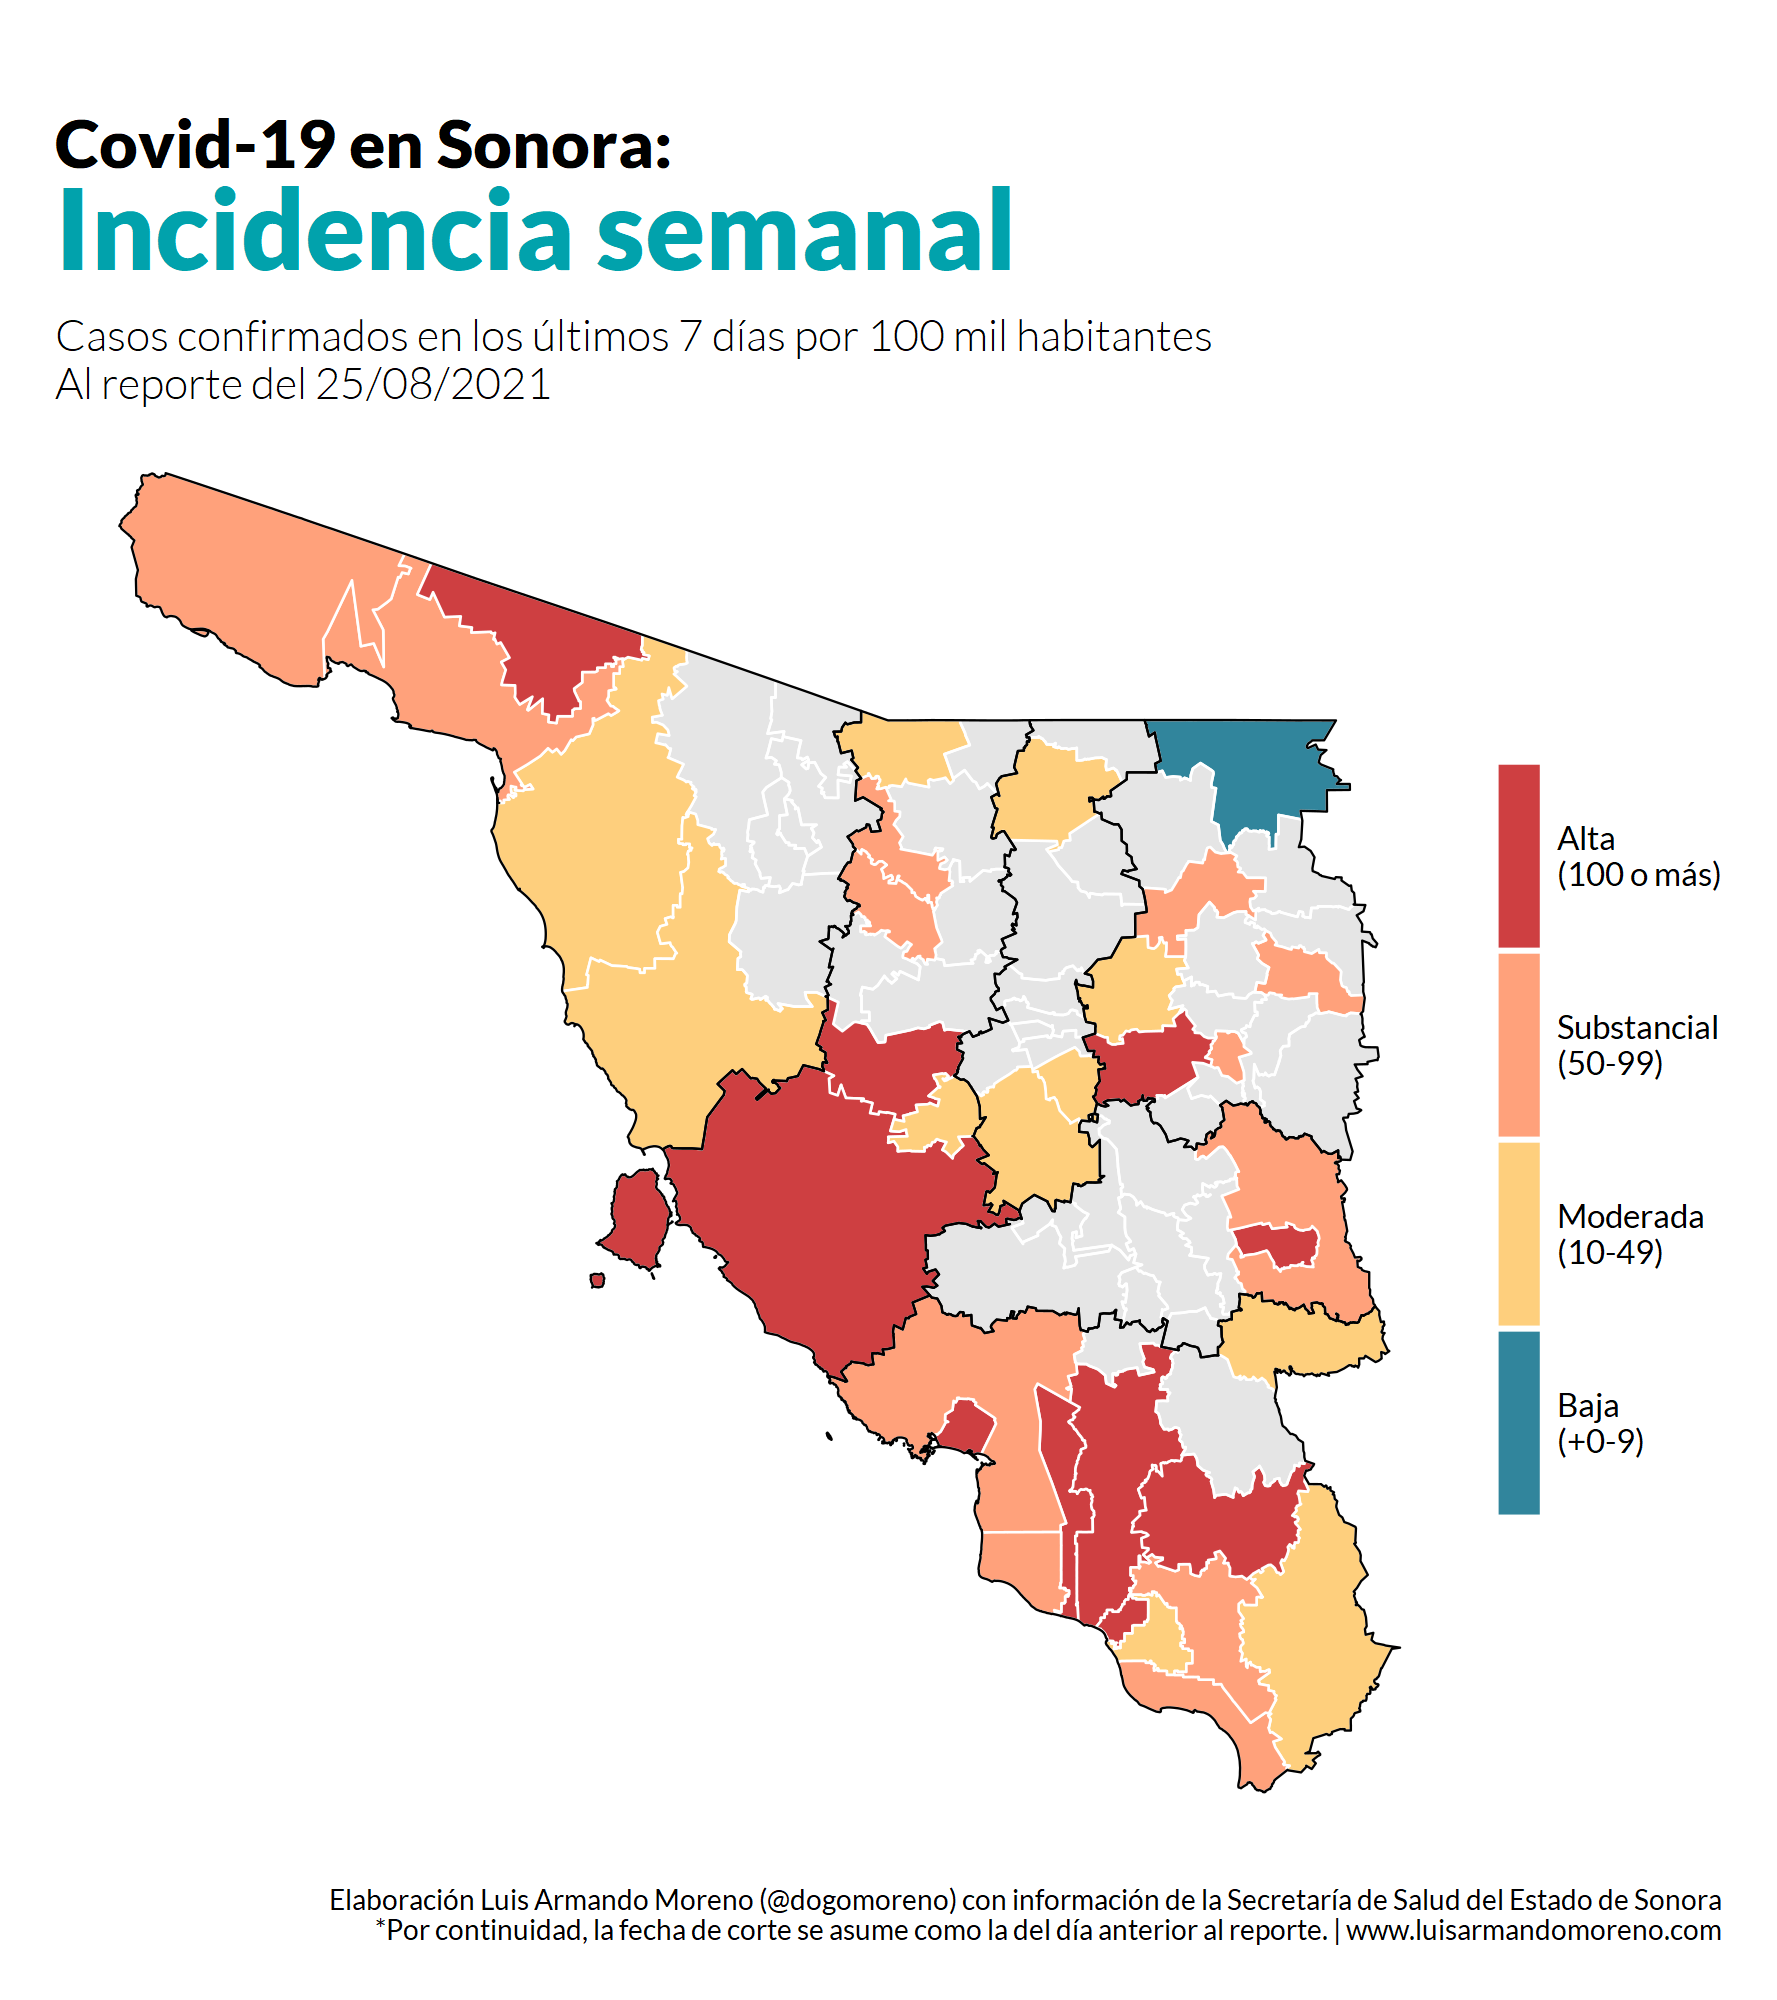 Covid-19 en Sonora:
Incidencia semanal
Casos confirmados en los últimos 7 días por 100 mil habitantes
Al reporte del 25/08/2021
Alta
(100 o más)
Substancial
(50-99)
Moderada
(10-49)
Baja
(+0-9)
Elaboración Luis Armando Moreno (@dogomoreno) con información de la Secretaría de Salud del Estado de Sonora
*Por continuidad, la fecha de corte se asume como la del día anterior al reporte. | www.luisarmandomoreno.com